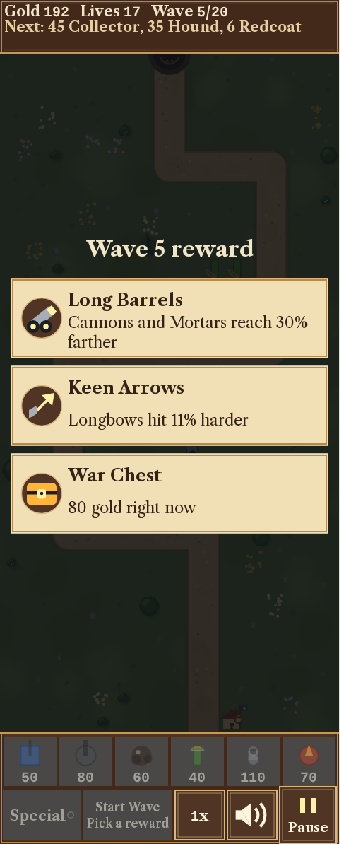 Gold 192 Lives 17 Wave 5/20
Next: 45 Collector, 35 Hound, 6 Redcoat
Wave 5 reward
Long Barrels
Cannons and Mortars reach 30%
farther
Keen Arrows
Longbows hit 11% harder
War Chest
80 gold right now
50 80 60 40 110 70
Special
Start Wave
Pick a reward
1x
Pause